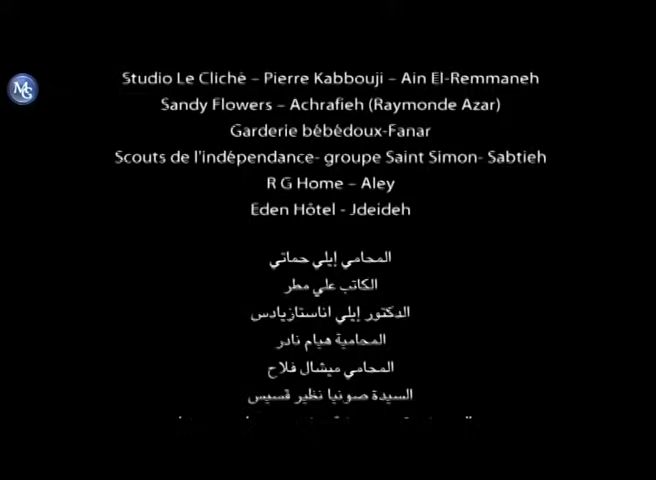 MG
Studio Le Cliché – Pierre Kabbouji – Ain El-Remmaneh
Sandy Flowers – Achrafieh (Raymonde Azar)
Garderie bébédoux-Fanar
Scouts de l'indépendance- groupe Saint Simon- Sabtieh
R G Home – Aley
Eden Hôtel - Jdeideh
المحامي إيلي حماتي
الكاتب علي مطر
الدكتور إيلي اناستازيادس
المحامية هيام نادر
المحامي ميشال فلاح
السيدة صونيا نظير قسيس